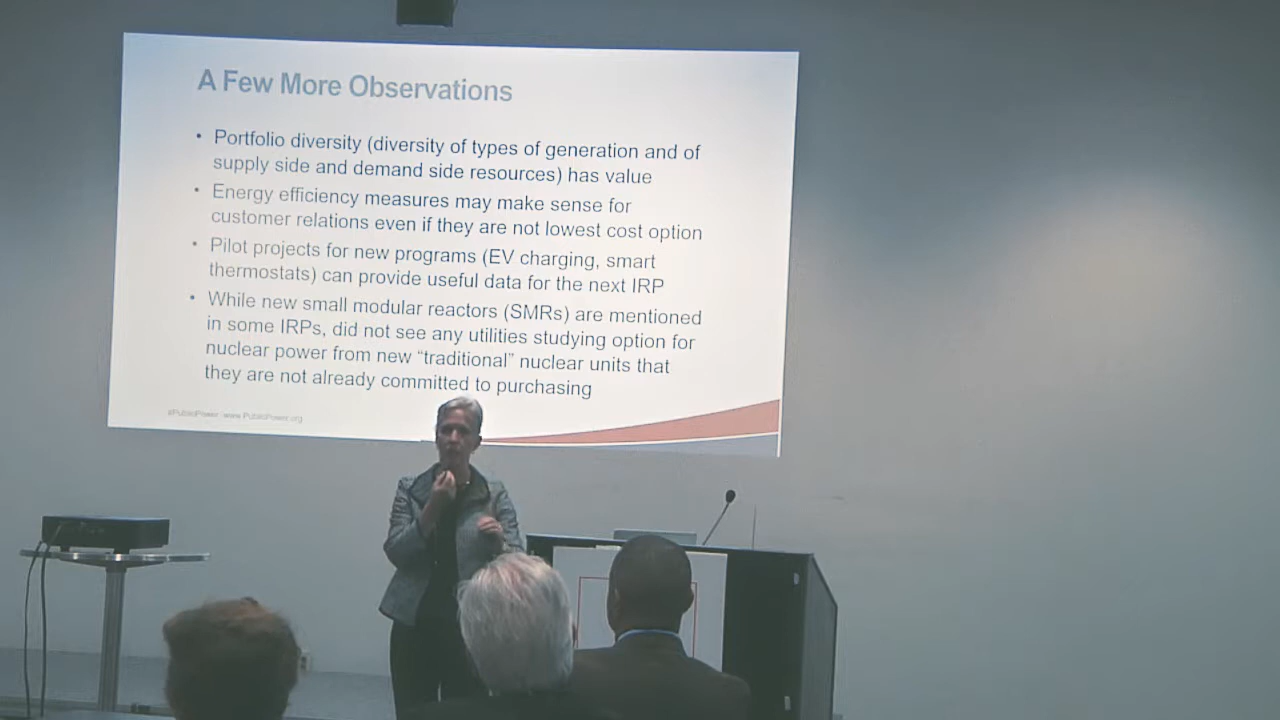 A Few More Observations
• Portfolio diversity (diversity of types of generation and of
supply side and demand side resources) has value
• Energy efficiency measures may make sense for
customer relations even if they are not lowest cost option
• Pilot projects for new programs (EV charging, smart
thermostats) can provide useful data for the next IRP
• While new small modular reactors (SMRs) are mentioned
in some IRPs, did not see any utilities studying option for
nuclear power from new “traditional” nuclear units that
they are not already committed to purchasing
#PublicPower www.PublicPower.org